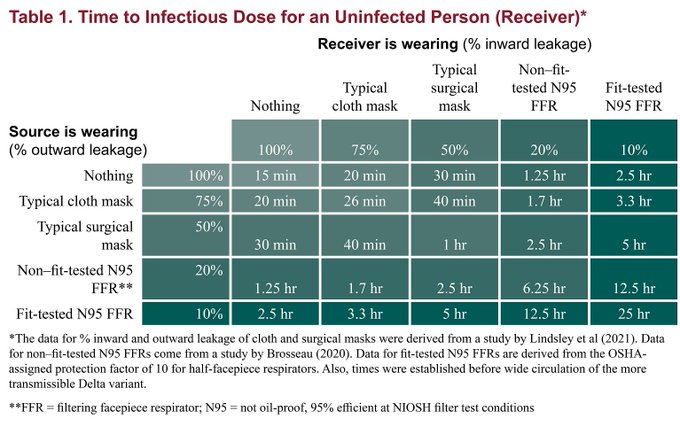 Table 1. Time to Infectious Dose for an Uninfected Person (Receiver)*
Receiver is wearing (% inward leakage)
Nothing
Typical
cloth mask
Typical
surgical
mask
Non–fit-
tested N95
FFR
Fit-tested
N95 FFR
Source is wearing
(% outward leakage)
100% 75% 50% 20% 10%
Nothing 100% 15 min 20 min 30 min 1.25 hr 2.5 hr
Typical cloth mask 75% 20 min 26 min 40 min 1.7 hr 3.3 hr
Typical surgical
mask
50% 30 min 40 min 1 hr 2.5 hr 5 hr
Non–fit-tested N95
FFR**
20% 1.25 hr 1.7 hr 2.5 hr 6.25 hr 12.5 hr
Fit-tested N95 FFR 10% 2.5 hr 3.3 hr 5 hr 12.5 hr 25 hr
*The data for % inward and outward leakage of cloth and surgical masks were derived from a study by Lindsley et al (2021). Data
for non–fit-tested N95 FFRs come from a study by Brosseau (2020). Data for fit-tested N95 FFRs are derived from the OSHA-
assigned protection factor of 10 for half-facepiece respirators. Also, times were established before wide circulation of the more
transmissible Delta variant.
**FFR = filtering facepiece respirator; N95 = not oil-proof, 95% efficient at NIOSH filter test conditions